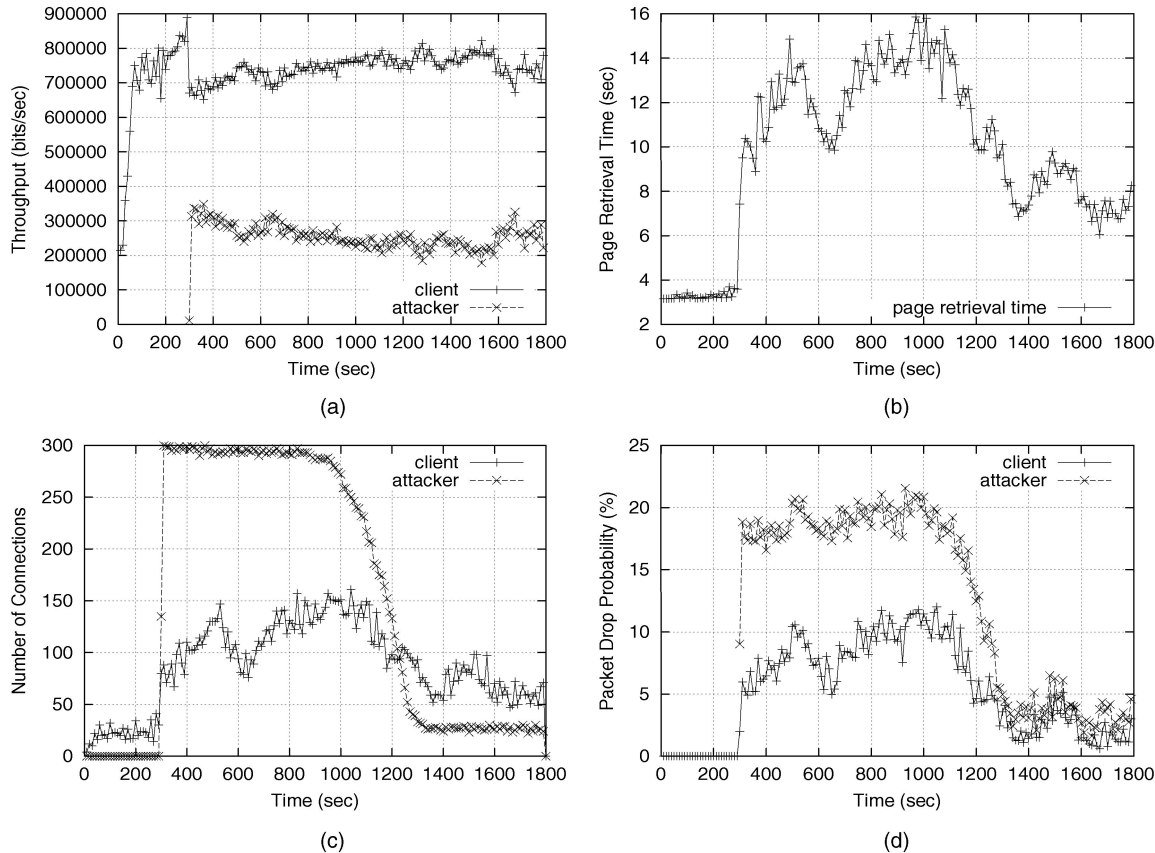 900000
800000
700000
600000
500000
400000
300000
200000
100000
0
Throughput (bits/sec)
client
attacker
0 200 400 600 800 1000 1200 1400 1600 1800
Time (sec)
(a)
16
14
12
10
8
6
4
2
Page Retrieval Time (sec)
page retrieval time
0 200 400 600 800 1000 1200 1400 1600 1800
Time (sec)
(b)
300
250
200
150
100
50
0
Number of Connections
client
attacker
0 200 400 600 800 1000 1200 1400 1600 1800
Time (sec)
(c)
25
20
15
10
5
0
Packet Drop Probability (%)
client
attacker
0 200 400 600 800 1000 1200 1400 1600 1800
Time (sec)
(d)